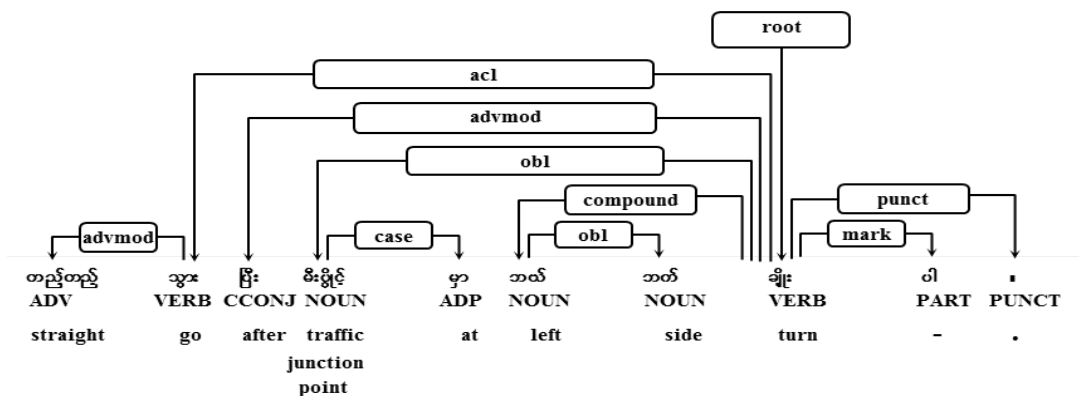 root
acl
advmod
obl
compound
punct
advmod
case
obl
mark
တည့်တည့် သွား ပြီး မီးပွိုင့် မှာ ဘယ် ဘတ် ချိုး ပါ ။
ADV VERB CCONJ NOUN ADP NOUN NOUN VERB PART PUNCT
straight go after traffic at left side turn - .
junction
point